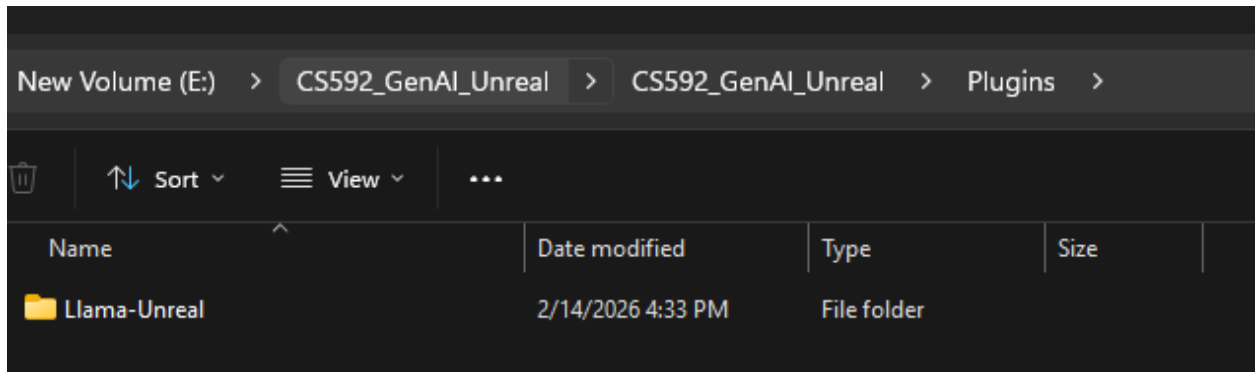 New Volume (E:) > CS592_GenAI_Unreal > CS592_GenAI_Unreal > Plugins >
Sort View •••
Name Date modified Type Size
Llama-Unreal 2/14/2026 4:33 PM File folder